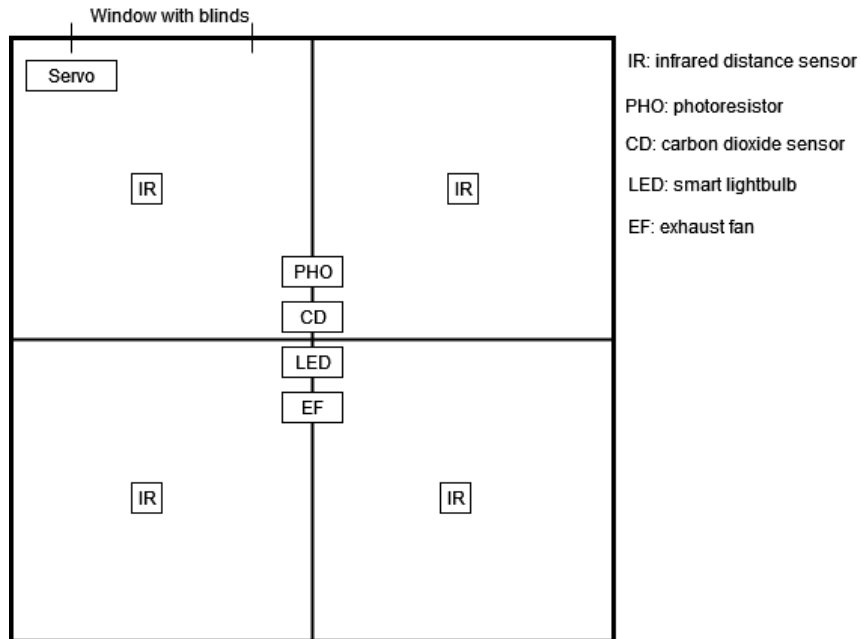 Window with blinds
Servo
IR
IR
PHO
CD
LED
EF
IR
IR
IR: infrared distance sensor
PHO: photoresistor
CD: carbon dioxide sensor
LED: smart lightbulb
EF: exhaust fan